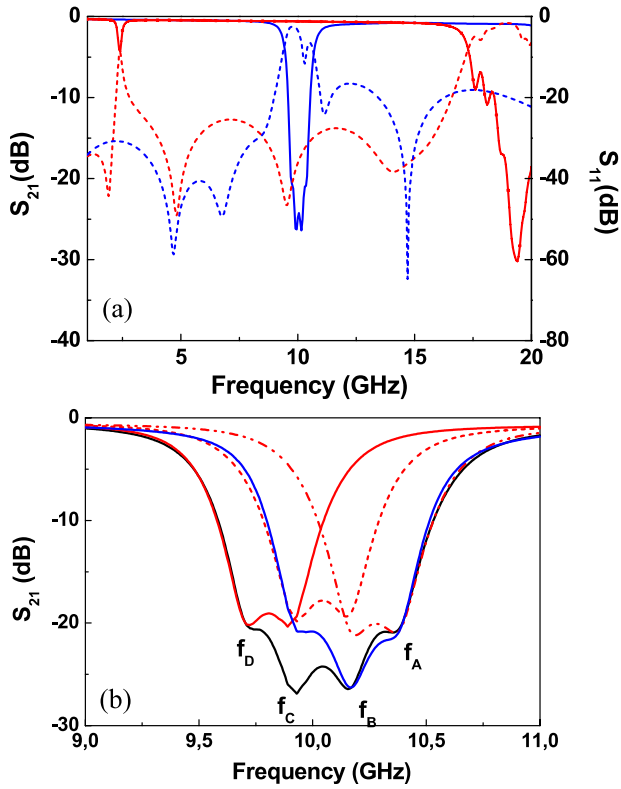 0
-10
-20
-30
-40
S21 (dB)
0
-20
-40
-60
-80
S11 (dB)
(a)
5
10
15
20
Frequency (GHz)
0
-10
-20
-30
S21 (dB)
fD
fC
fB
fA
(b)
9,0
9,5
10,0
10,5
11,0
Frequency (GHz)